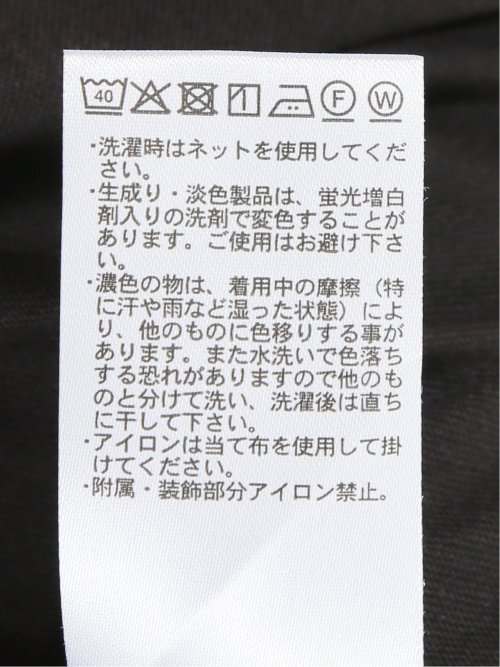 40 F W
・洗濯時はネットを使用してくだ
さい。
・生成り・淡色製品は、蛍光増白
剤入りの洗剤で変色することが
あります。ご使用はお避け下さ
い。
・濃色の物は、着用中の摩擦（特
に汗や雨など湿った状態）によ
り、他のものに色移りする事が
あります。また水洗いで色落ち
する恐れがありますので他のも
のと分けて洗い、洗濯後は直ち
に干して下さい。
・アイロンは当て布を使用して掛
けてください。
・附属・装飾部分アイロン禁止。